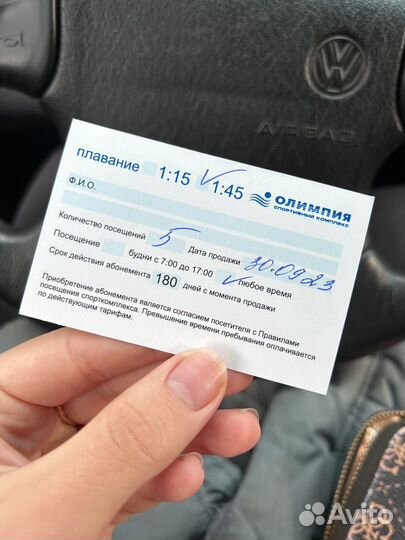 AIRBAG
плавание 1:15 ✓ 1:45 ОЛИМПИЯ
СПОРТИВНЫЙ КОМПЛЕКС
Ф.И.О.
Количество посещений 5 Дата продажи 30.09.23
Посещение будни с 7:00 до 17:00 ✓ Любое время
Срок действия абонемента 180 дней с момента продажи
Приобретение абонемента является согласием посетителя с Правилами
посещения спорткомплекса. Превышение времени пребывания оплачивается
по действующим тарифам.
Avito